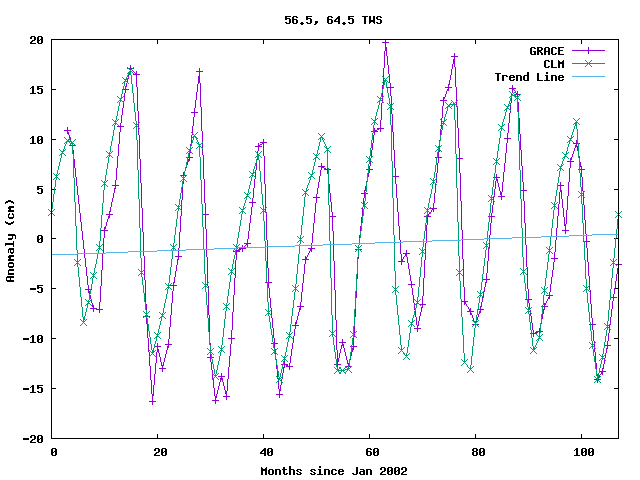 56.5, 64.5 TWS
GRACE
CLM
Trend Line
20
15
10
5
0
-5
-10
-15
-20
Anomaly (cm)
0 20 40 60 80 100
Months since Jan 2002